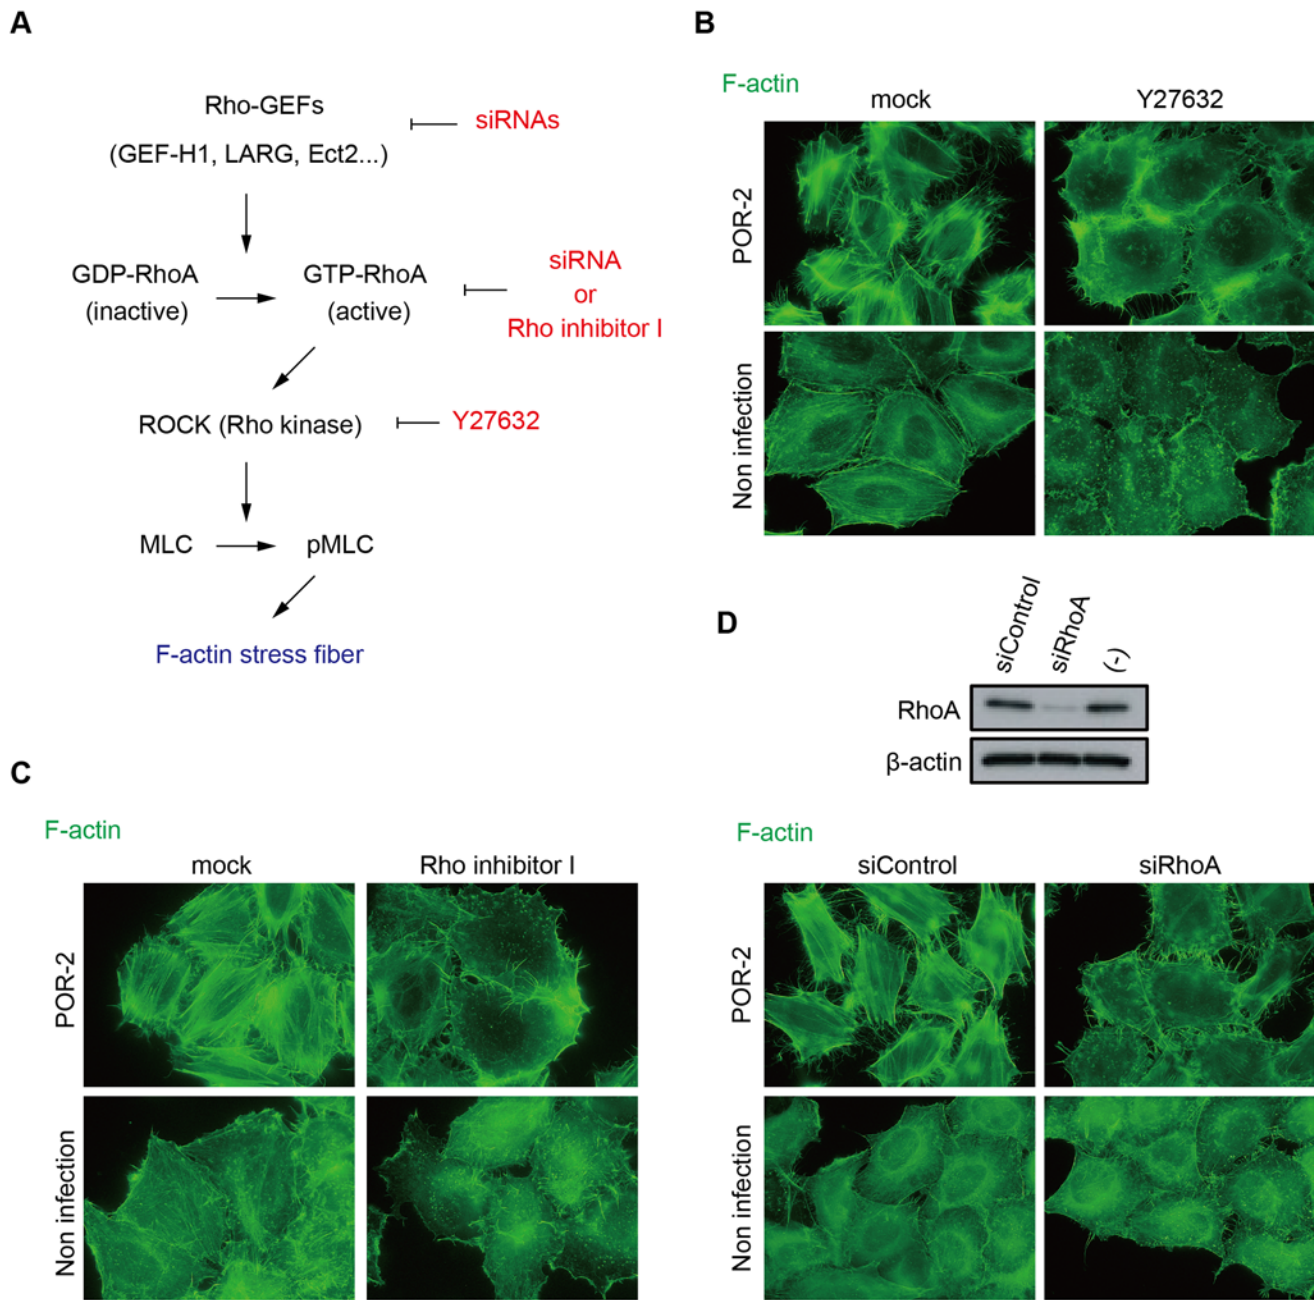 A
Rho-GEFs
(GEF-H1, LARG, Ect2...)
siRNAs
GDP-RhoA
(inactive)
GTP-RhoA
(active)
siRNA
or
Rho inhibitor I
ROCK (Rho kinase)
Y27632
MLC
pMLC
F-actin stress fiber
B
F-actin
mock
Y27632
POR-2
Non infection
C
F-actin
mock
Rho inhibitor I
POR-2
Non infection
D
siControl
siRhoA
(-)
RhoA
β-actin
F-actin
siControl
siRhoA
POR-2
Non infection